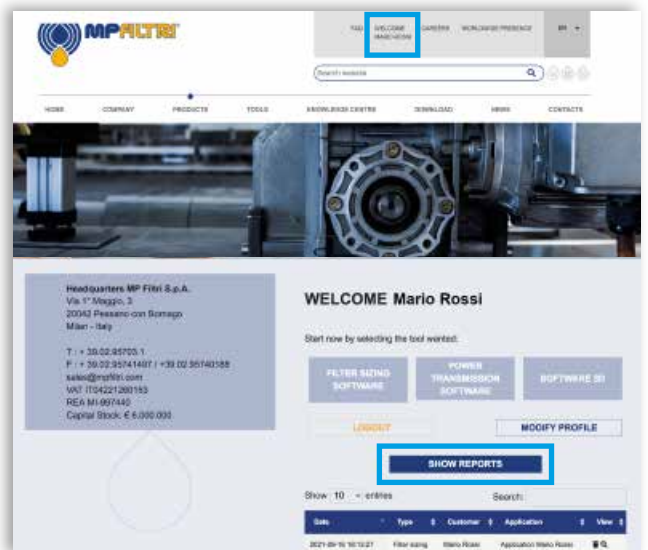 MPFILTRI
FAQ
WELCOME
MARIO ROSSI
CAREERS
WORLDWIDE PRESENCE
EN
Search website
HOME
COMPANY
PRODUCTS
TOOLS
KNOWLEDGE CENTRE
DOWNLOAD
NEWS
CONTACTS
Headquarters MP Filtri S.p.A.
Via 1° Maggio, 3
20042 Pessano con Bornago
Milan - Italy
T: + 39.02.95703.1
F: + 39.02.95741497 / +39.02.95740188
sales@mpfiltri.com
REA MI-997440
Capital Stock: € 6.000.000
WELCOME Mario Rossi
Start now by selecting the tool wanted:
FILTER SIZING
SOFTWARE
POWER
TRANSMISSION
SOFTWARE
SOFTWARE 3D
LOGOUT
MODIFY PROFILE
SHOW REPORTS
Show 10 entries
Search:
Date Type Customer Application View
Filter sizing Mario Rossi Application Mario Rossi